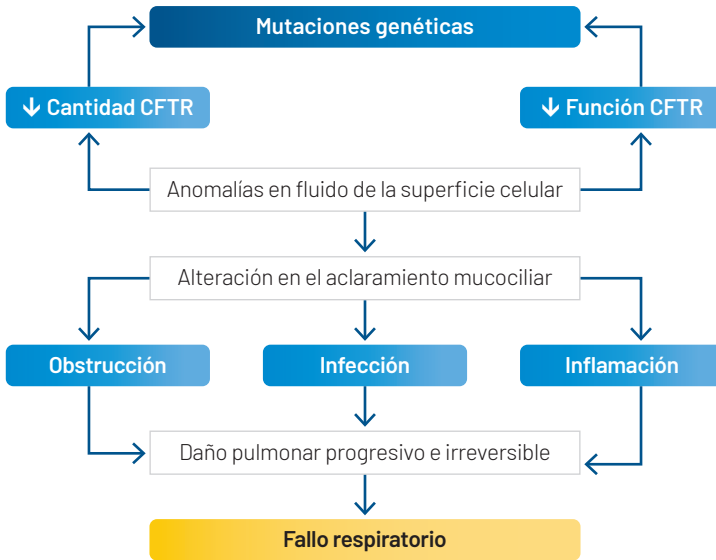 Mutaciones genéticas
↓ Cantidad CFTR
↓ Función CFTR
Anomalías en fluido de la superficie celular
Alteración en el aclaramiento mucociliar
Obstrucción
Infección
Inflamación
Daño pulmonar progresivo e irreversible
Fallo respiratorio